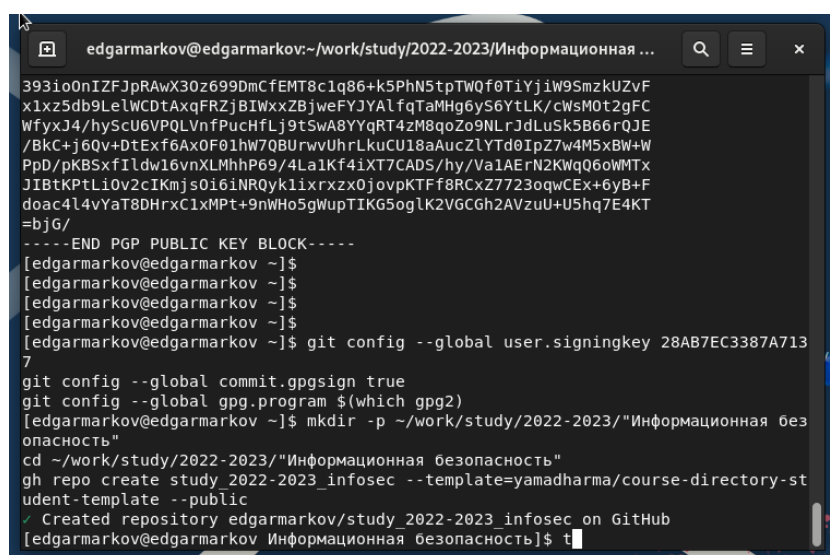 edgarmarkov@edgarmarkov:~/work/study/2022-2023/Информационная ...
393ioOnIZFJpRAwX3Oz699DmCfEMT8c1q86+k5PhN5tpTWQf0TiYjiW9SmzkUZvF
x1xz5db9LelWCDtAxqFRZjBIWxxZBjweFYJYAlfqTaMHg6yS6YtLK/cWsMOt2gFC
WfyxJ4/hyScU6VPQLVnfPucHfLj9tSwA8YYqRT4zM8qoZo9NLrJdLuSk5B66rQJE
/BkC+j6Qv+DtExf6AxOF01hW7QBUrwvUhrLkuCU18aAucZlYTd0IpZ7w4M5xBW+W
PpD/pKBSxfIldw16vnXLMhhP69/4La1Kf4iXT7CADS/hy/Va1AErN2KWqQ6oWMTx
JIBtKPtLiOv2cIKmjsOi6iNRQyk1ixrxzxOjovpKTFf8RCxZ7723oqwCEx+6yB+F
doac4l4vYaT8DHrxC1xMPt+9nWHo5gWupTIKG5oglK2VGCGh2AVzuU+U5hq7E4KT
=bjG/
-----END PGP PUBLIC KEY BLOCK-----
[edgarmarkov@edgarmarkov ~]$
[edgarmarkov@edgarmarkov ~]$
[edgarmarkov@edgarmarkov ~]$
[edgarmarkov@edgarmarkov ~]$
[edgarmarkov@edgarmarkov ~]$ git config --global user.signingkey 28AB7EC3387A713
7
git config --global commit.gpgsign true
git config --global gpg.program $(which gpg2)
[edgarmarkov@edgarmarkov ~]$ mkdir -p ~/work/study/2022-2023/"Информационная без
опасность"
cd ~/work/study/2022-2023/"Информационная безопасность"
gh repo create study_2022-2023_infosec --template=yamadharma/course-directory-st
udent-template --public
✓ Created repository edgarmarkov/study_2022-2023_infosec on GitHub
[edgarmarkov@edgarmarkov Информационная безопасность]$ t